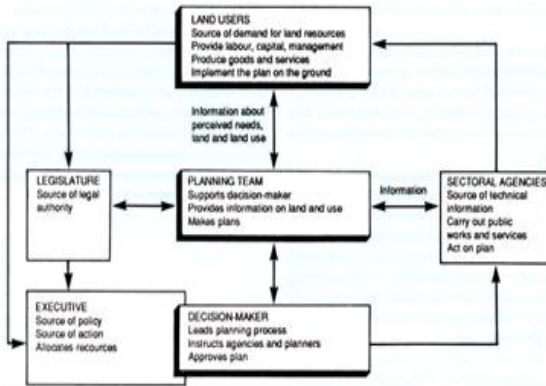 LAND USERS
Source of demand for land resources
Provide labour, capital, management
Produce goods and services
Implement the plan on the ground
Information about
perceived needs,
land and land use
LEGISLATURE
Source of legal
authority
PLANNING TEAM
Supports decision-maker
Provides information on land and use
Makes plans
Information
SECTORAL AGENCIES
Source of technical
information
Carry out public
works and services
Act on plan
EXECUTIVE
Source of policy
Source of action
Allocates recources
DECISION-MAKER
Leads planning process
Instructs agencies and planners
Approves plan